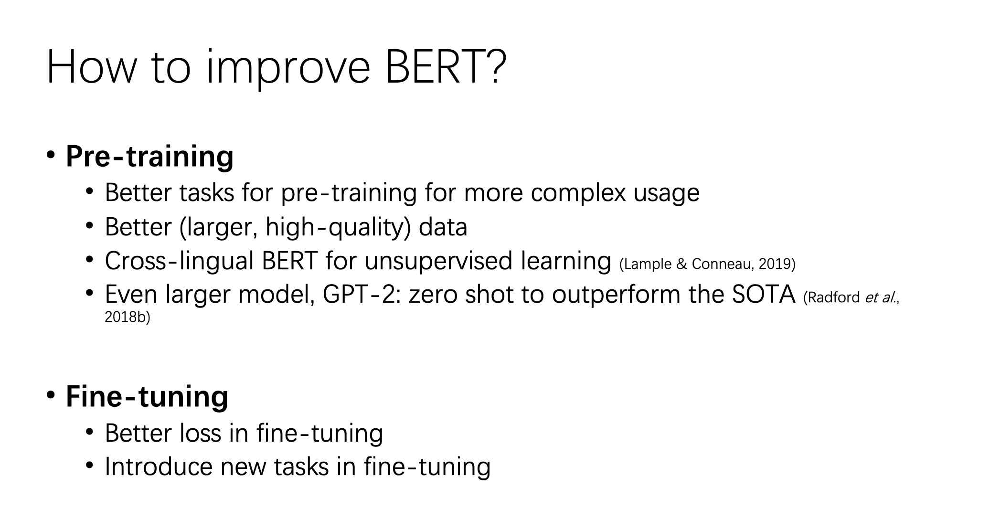 How to improve BERT?
• Pre-training
• Better tasks for pre-training for more complex usage
• Better (larger, high-quality) data
• Cross-lingual BERT for unsupervised learning (Lample & Conneau, 2019)
• Even larger model, GPT-2: zero shot to outperform the SOTA (Radford et al.,
2018b)
• Fine-tuning
• Better loss in fine-tuning
• Introduce new tasks in fine-tuning